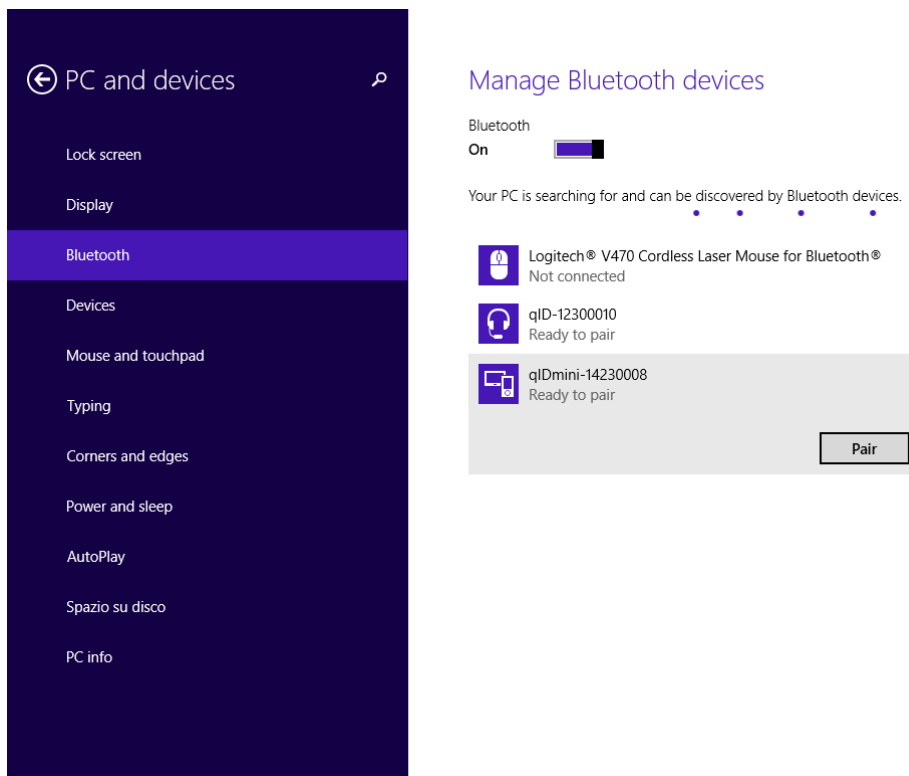 PC and devices
Lock screen
Display
Bluetooth
Devices
Mouse and touchpad
Typing
Corners and edges
Power and sleep
AutoPlay
Spazio su disco
PC info
Manage Bluetooth devices
Bluetooth
On
Your PC is searching for and can be discovered by Bluetooth devices.
Logitech® V470 Cordless Laser Mouse for Bluetooth®
Not connected
qID-12300010
Ready to pair
qIDmini-14230008
Ready to pair
Pair